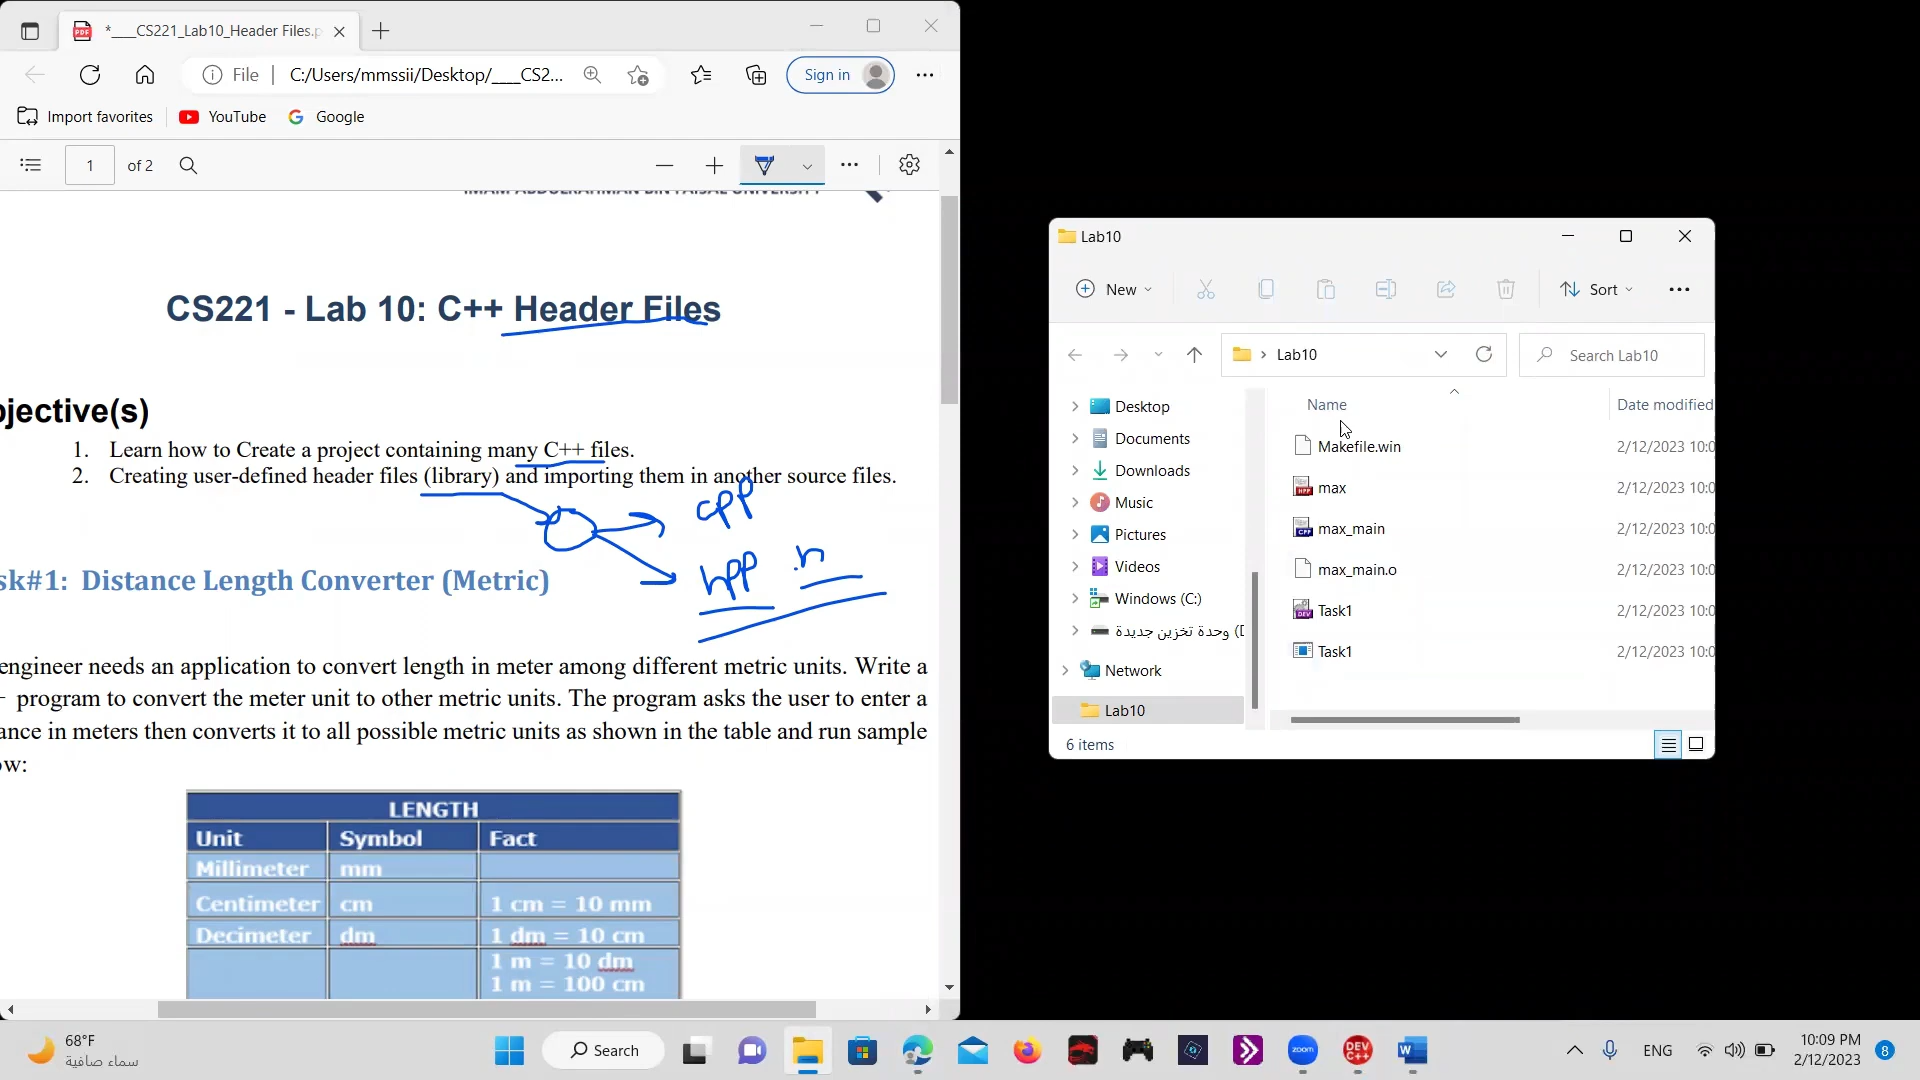 *____CS221_Lab10_Header Files.p
File
C:/Users/mmssii/Desktop/____CS2...
Sign in
Import favorites
YouTube
Google
1
of 2
IMAM ABDULRAHMAN BIN FAISAL UNIVERSITY
CS221 - Lab 10: C++ Header Files
jective(s)
1. Learn how to Create a project containing many C++ files.
2. Creating user-defined header files (library) and importing them in another source files.
cpp
hpp .h
sk#1: Distance Length Converter (Metric)
engineer needs an application to convert length in meter among different metric units. Write a
program to convert the meter unit to other metric units. The program asks the user to enter a
ance in meters then converts it to all possible metric units as shown in the table and run sample
ow:
LENGTH
Unit Symbol Fact
Millimeter mm
Centimeter cm 1 cm = 10 mm
Decimeter dm 1 dm = 10 cm
1 m = 10 dm
1 m = 100 cm
Lab10
New
Sort
Lab10
Search Lab10
Name
Date modified
Desktop
Documents
Downloads
Music
Pictures
Videos
Windows (C:)
وحدة تخزين جديدة (D
Network
Lab10
Makefile.win 2/12/2023 10:0
max 2/12/2023 10:0
max_main 2/12/2023 10:0
max_main.o 2/12/2023 10:0
Task1 2/12/2023 10:0
Task1 2/12/2023 10:0
6 items
68°F
سماء صافية
Search
zoom
DEV C++
ENG
10:09 PM
2/12/2023
8